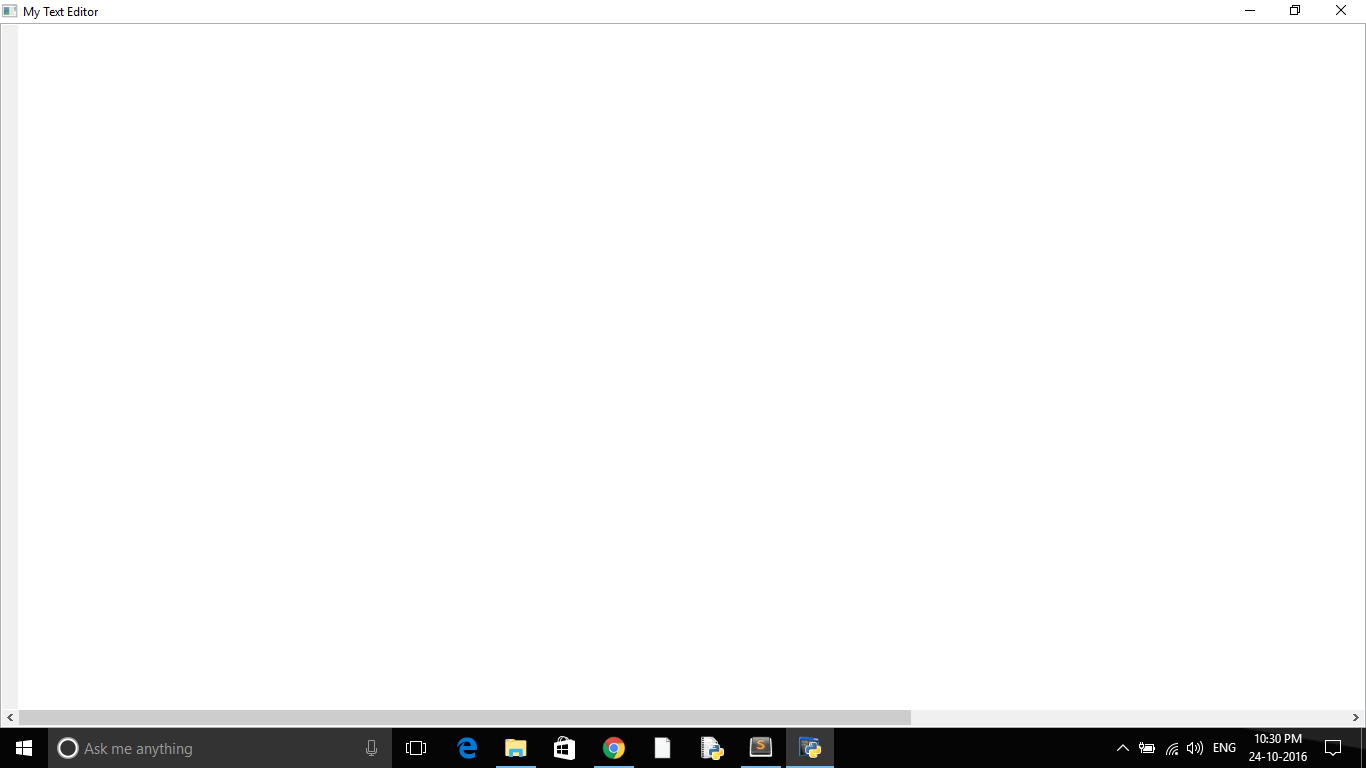 My Text Editor
Ask me anything
ENG
10:30 PM
24-10-2016